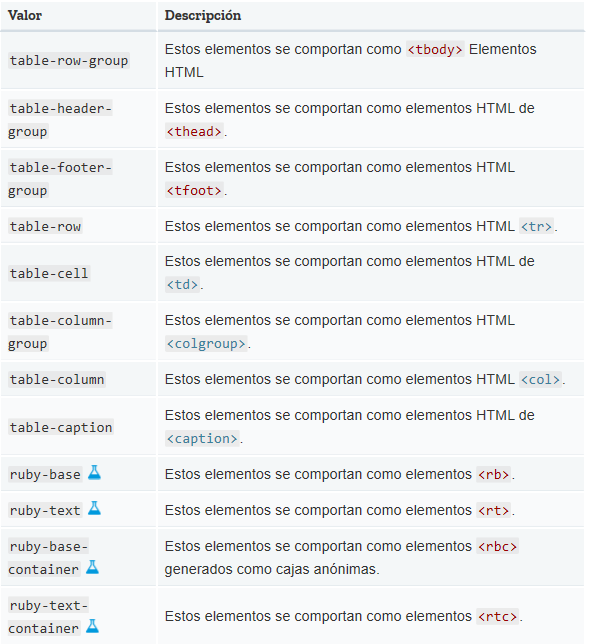 Valor Descripción
table-row-group Estos elementos se comportan como <tbody> Elementos
HTML
table-header-
group
Estos elementos se comportan como elementos HTML de
<thead>.
table-footer-
group
Estos elementos se comportan como elementos HTML
<tfoot>.
table-row Estos elementos se comportan como elementos HTML <tr>.
table-cell Estos elementos se comportan como elementos HTML de
<td>.
table-column-
group
Estos elementos se comportan como elementos HTML
<colgroup>.
table-column Estos elementos se comportan como elementos HTML <col>.
table-caption Estos elementos se comportan como elementos HTML de
<caption>.
ruby-base Estos elementos se comportan como elementos <rb>.
ruby-text Estos elementos se comportan como elementos <rt>.
ruby-base-
container
Estos elementos se comportan como elementos <rbc>
generados como cajas anónimas.
ruby-text-
container
Estos elementos se comportan como elementos <rtc>.